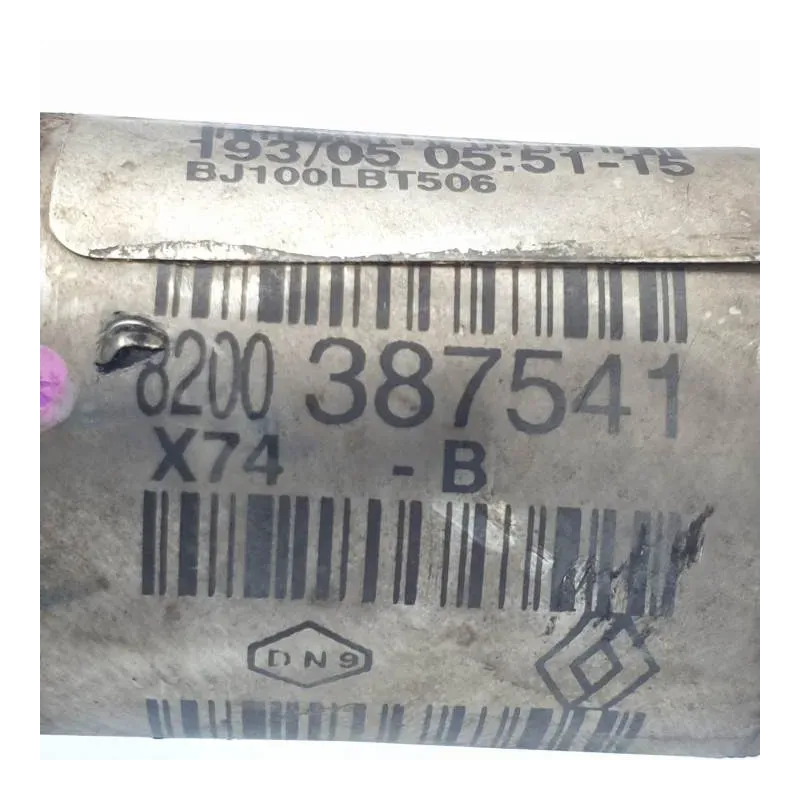 193/05 05:51-15
BJ100LBT506
8200 387541
X74 - B
DN9